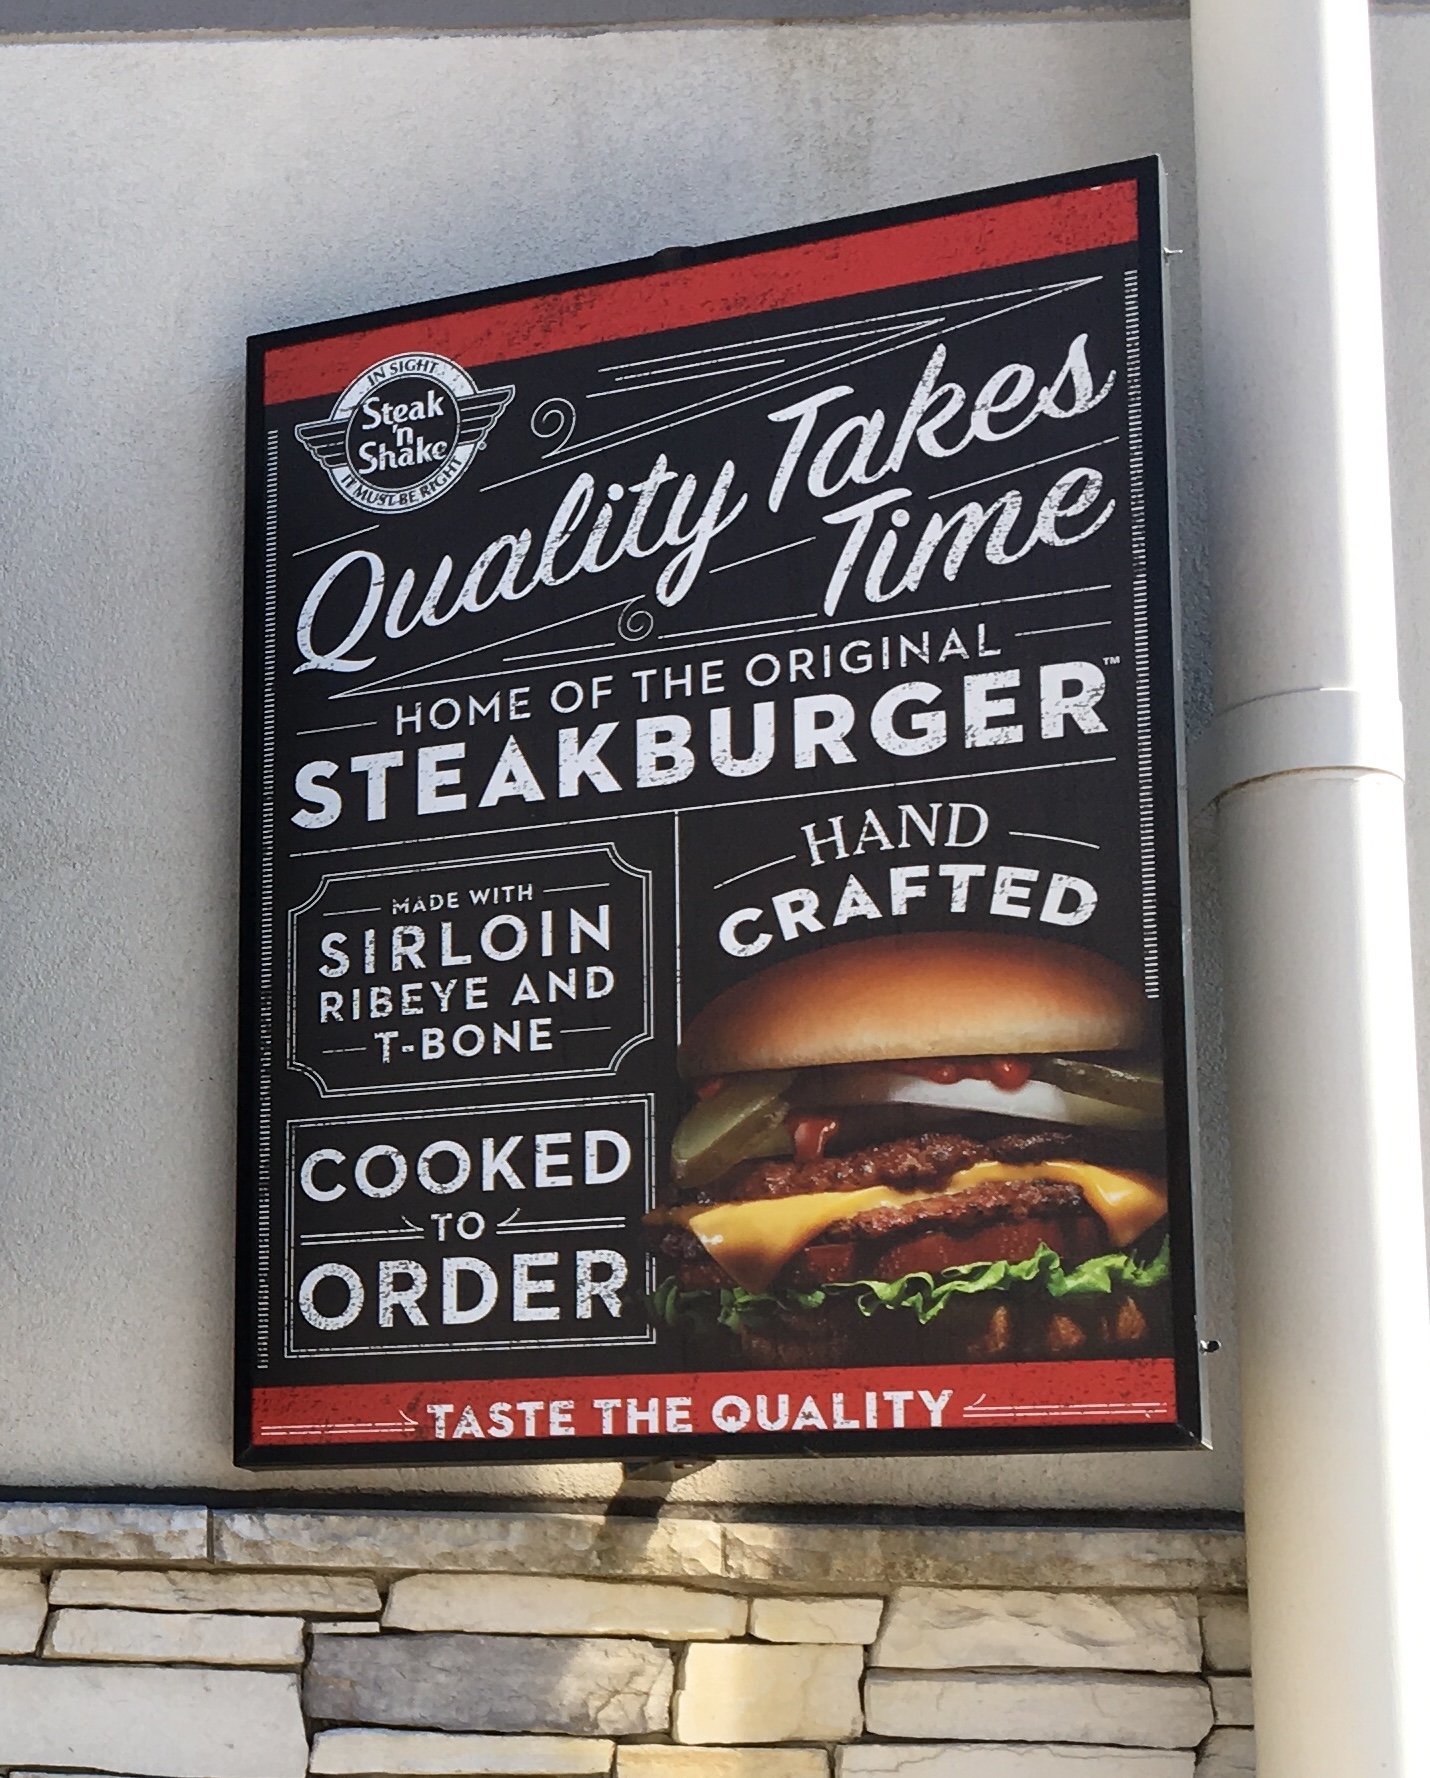 IN SIGHT
Steak
'n
Shake
IT MUST BE RIGHT
Quality Takes
Time
HOME OF THE ORIGINAL
STEAKBURGER™
MADE WITH
SIRLOIN
RIBEYE AND
T-BONE
HAND
CRAFTED
COOKED
TO
ORDER
TASTE THE QUALITY